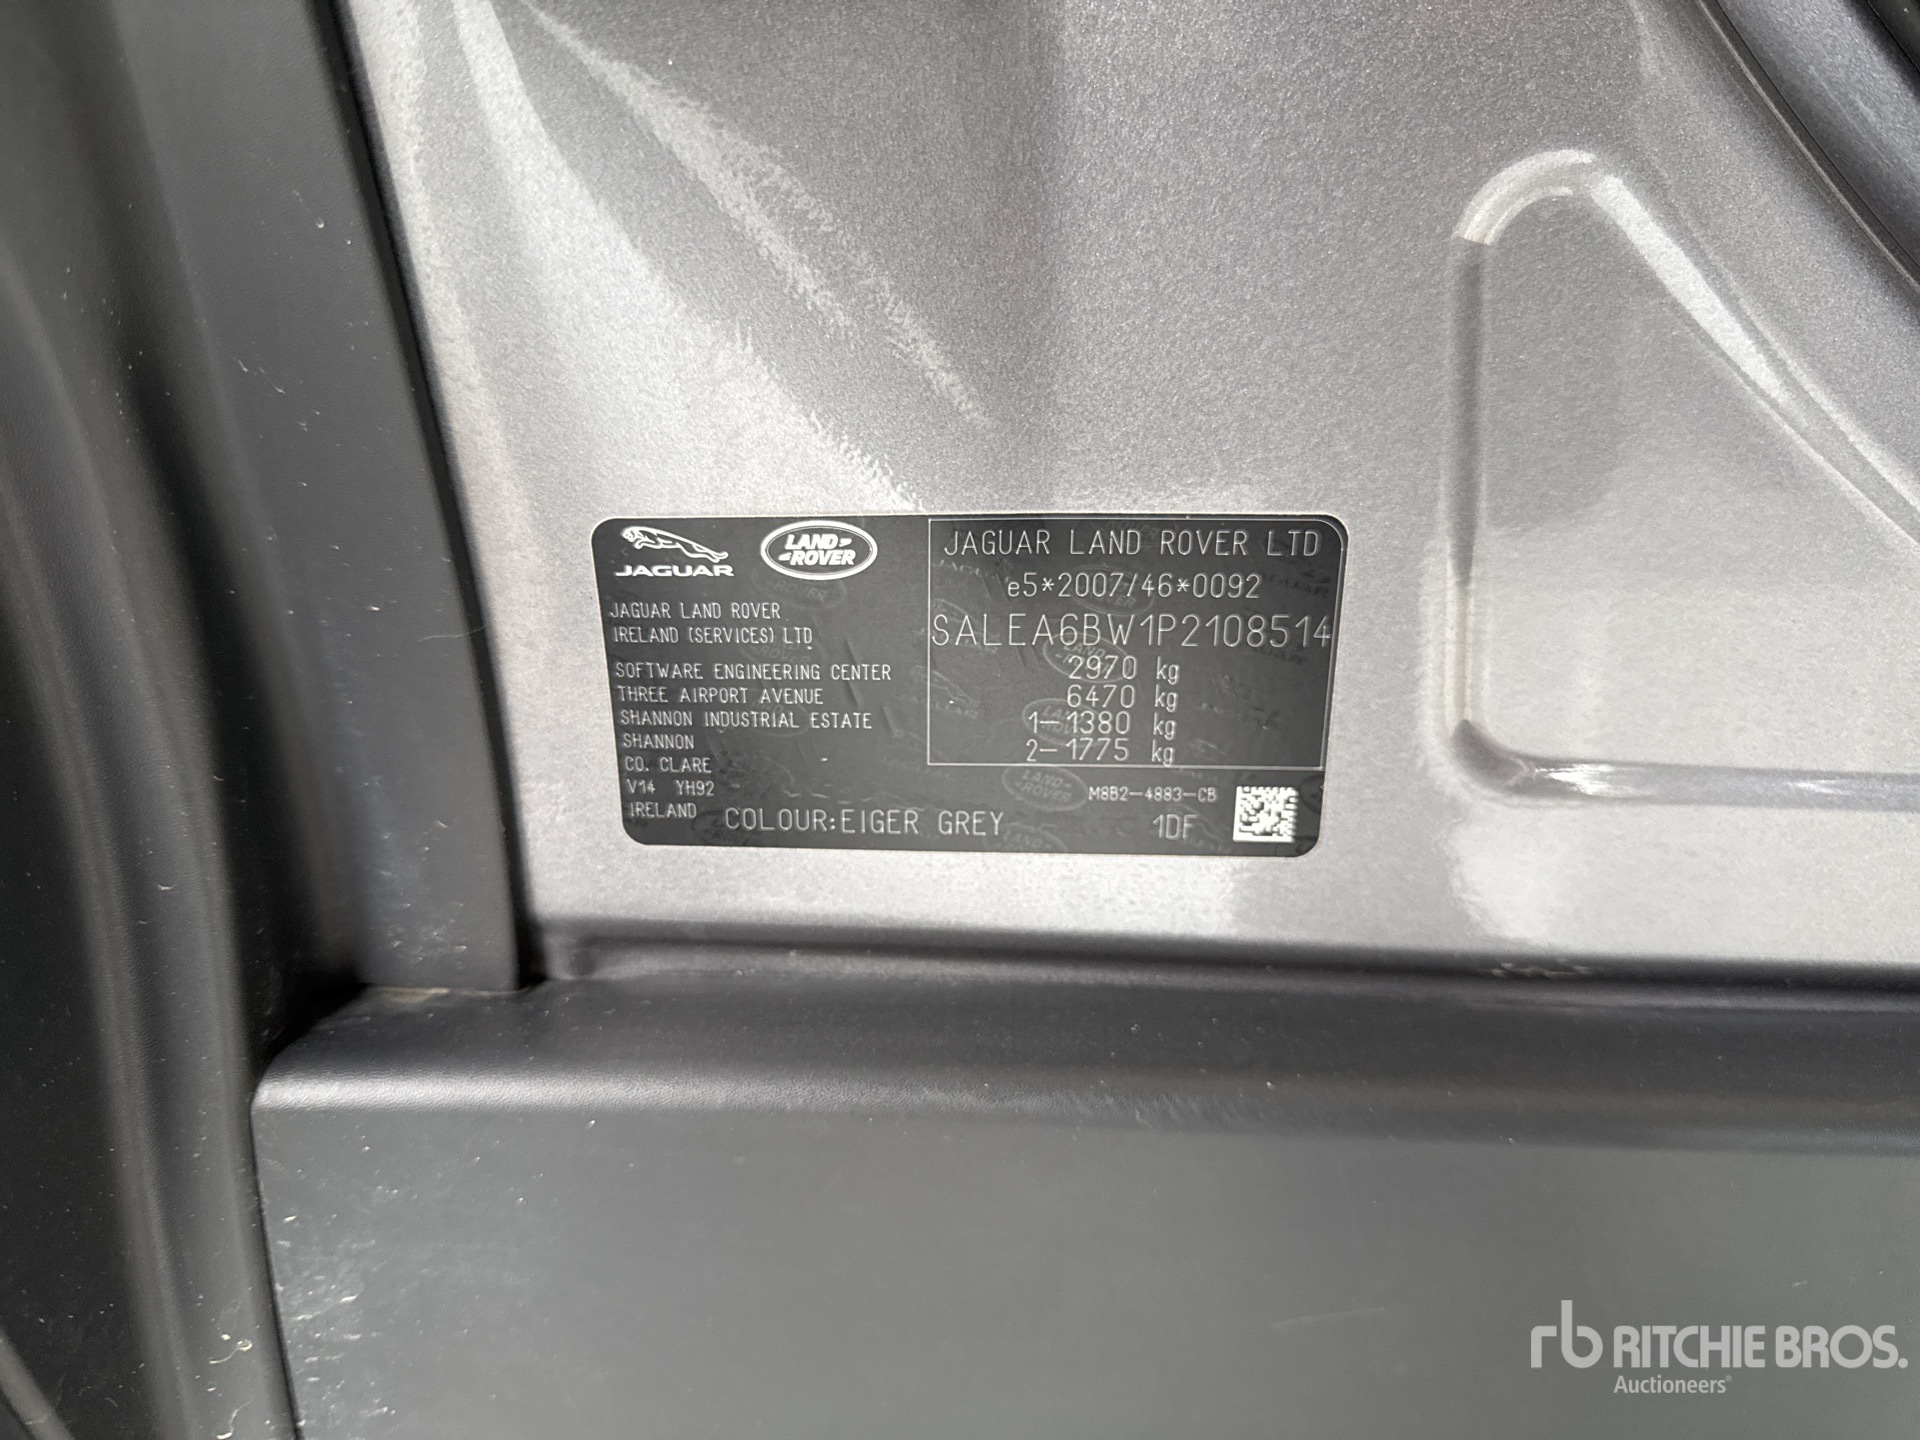 JAGUAR
LAND
ROVER
JAGUAR LAND ROVER
IRELAND (SERVICES) LTD
SOFTWARE ENGINEERING CENTER
THREE AIRPORT AVENUE
SHANNON INDUSTRIAL ESTATE
SHANNON
CO. CLARE
V14 YH92
IRELAND
JAGUAR LAND ROVER LTD
e5*2007/46*0092
SALEA6BW1P2108514
2970 kg
6470 kg
1-1380 kg
2-1775 kg
M8B2-4883-CB
COLOUR:EIGER GREY
1DF
rb RITCHIE BROS.
Auctioneers